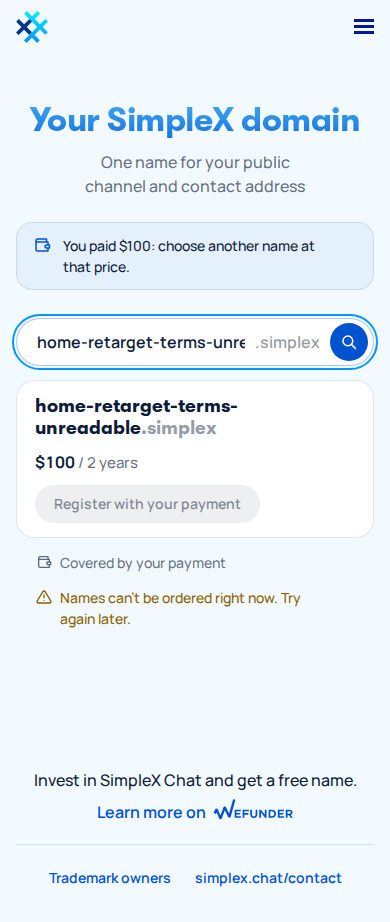 Your SimpleX domain
One name for your public
channel and contact address
You paid $100: choose another name at
that price.
home-retarget-terms-unre .simplex
home-retarget-terms-
unreadable.simplex
$100 / 2 years
Register with your payment
Covered by your payment
Names can't be ordered right now. Try
again later.
Invest in SimpleX Chat and get a free name.
Learn more on WEFUNDER
Trademark owners simplex.chat/contact